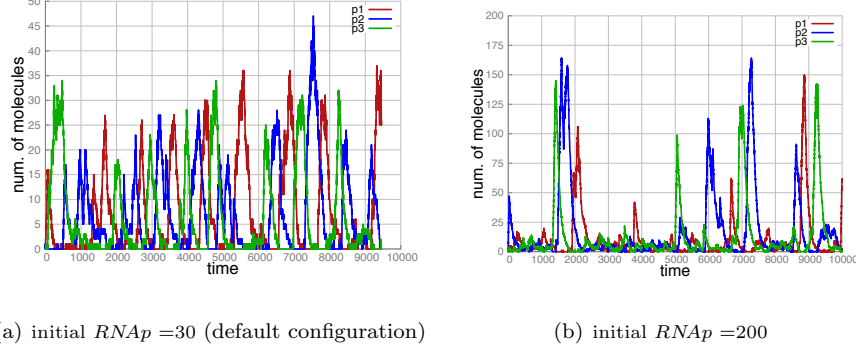 50
45
40
35
30
25
20
15
10
5
0
num. of molecules
p1
p2
p3
0 1000 2000 3000 4000 5000 6000 7000 8000 9000 10000
time
200
175
150
125
100
75
50
25
0
num. of molecules
p1
p2
p3
0 1000 2000 3000 4000 5000 6000 7000 8000 9000 10000
time
(a) initial RNAp =30 (default configuration)
(b) initial RNAp =200